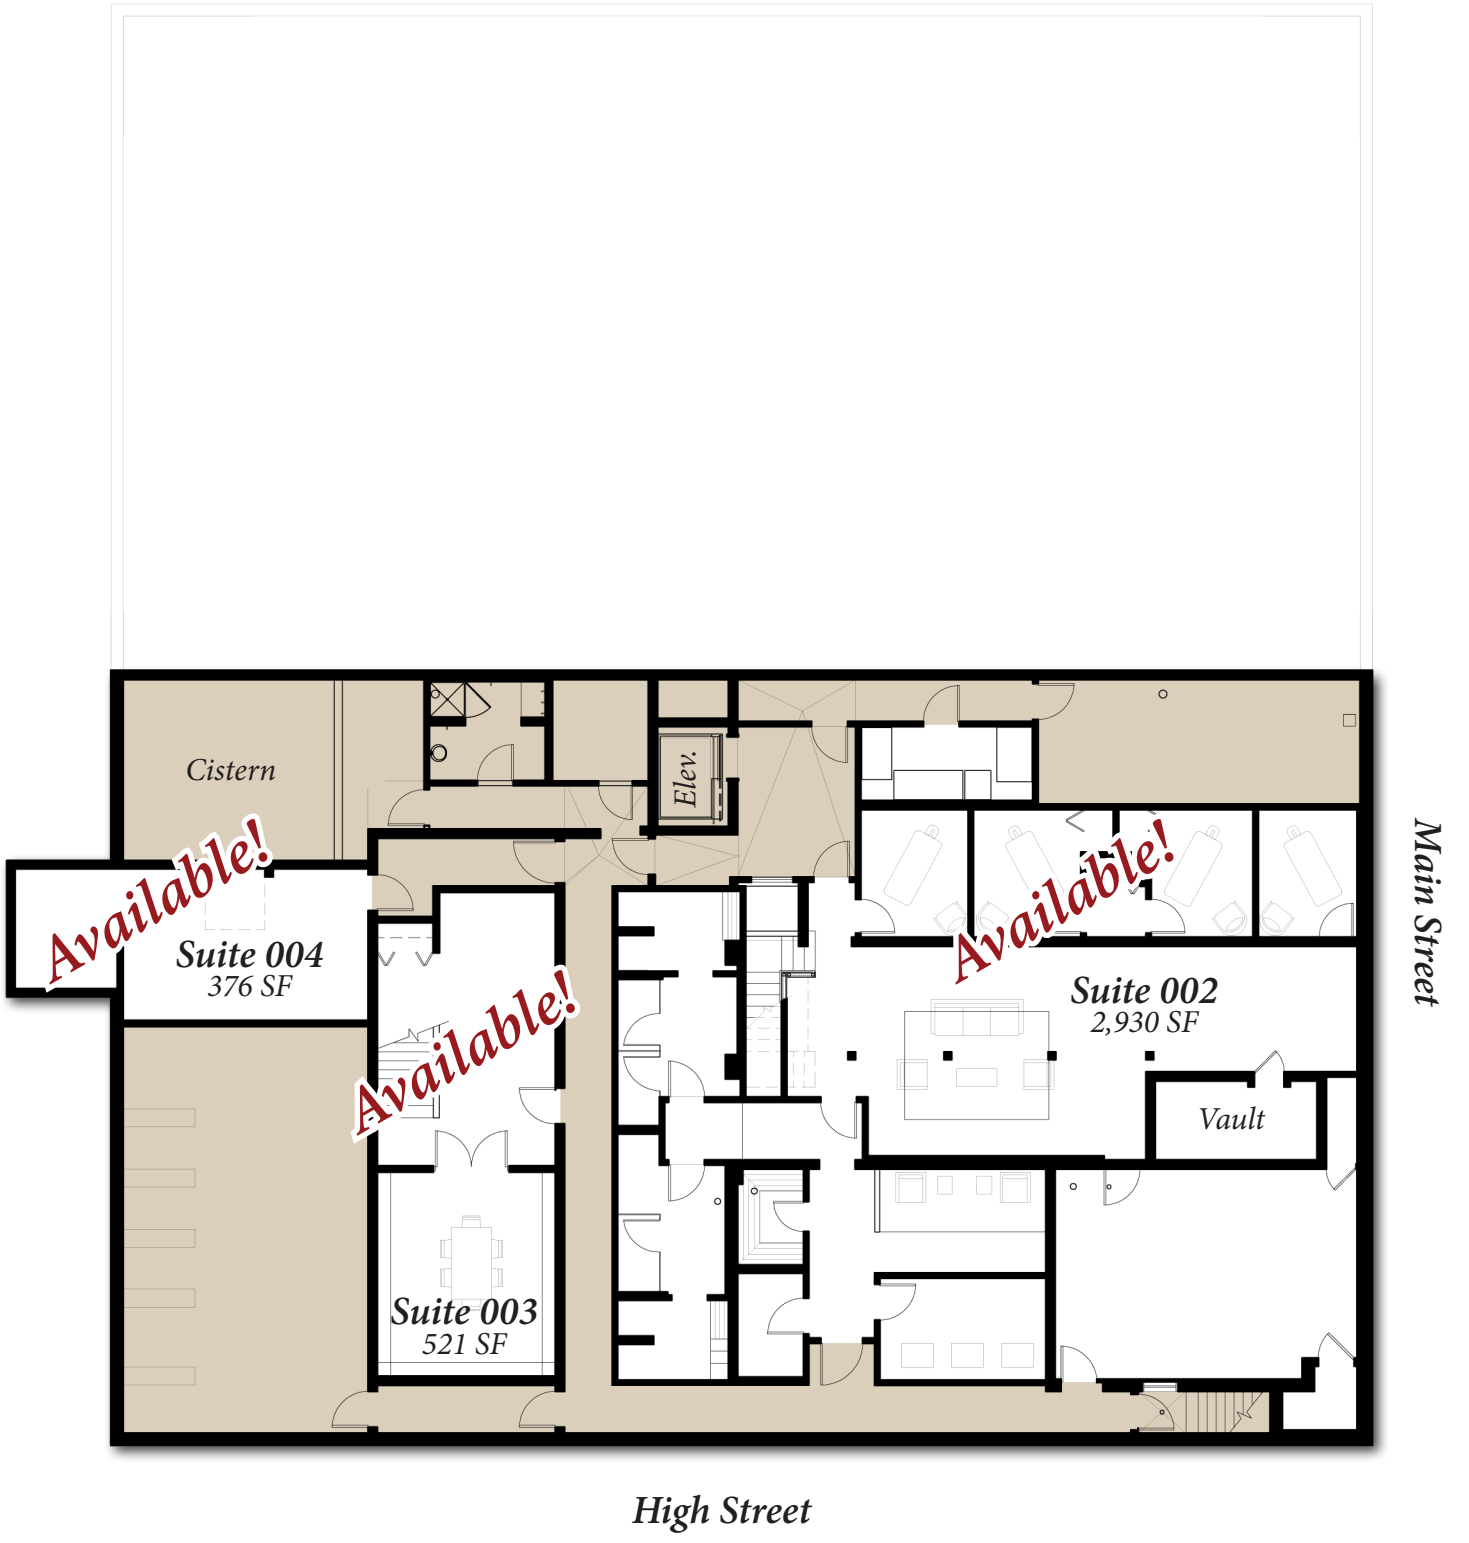 Cistern
Elev.
Available!
Suite 004
376 SF
Available!
Suite 002
2,930 SF
Main Street
Available!
Vault
Suite 003
521 SF
High Street